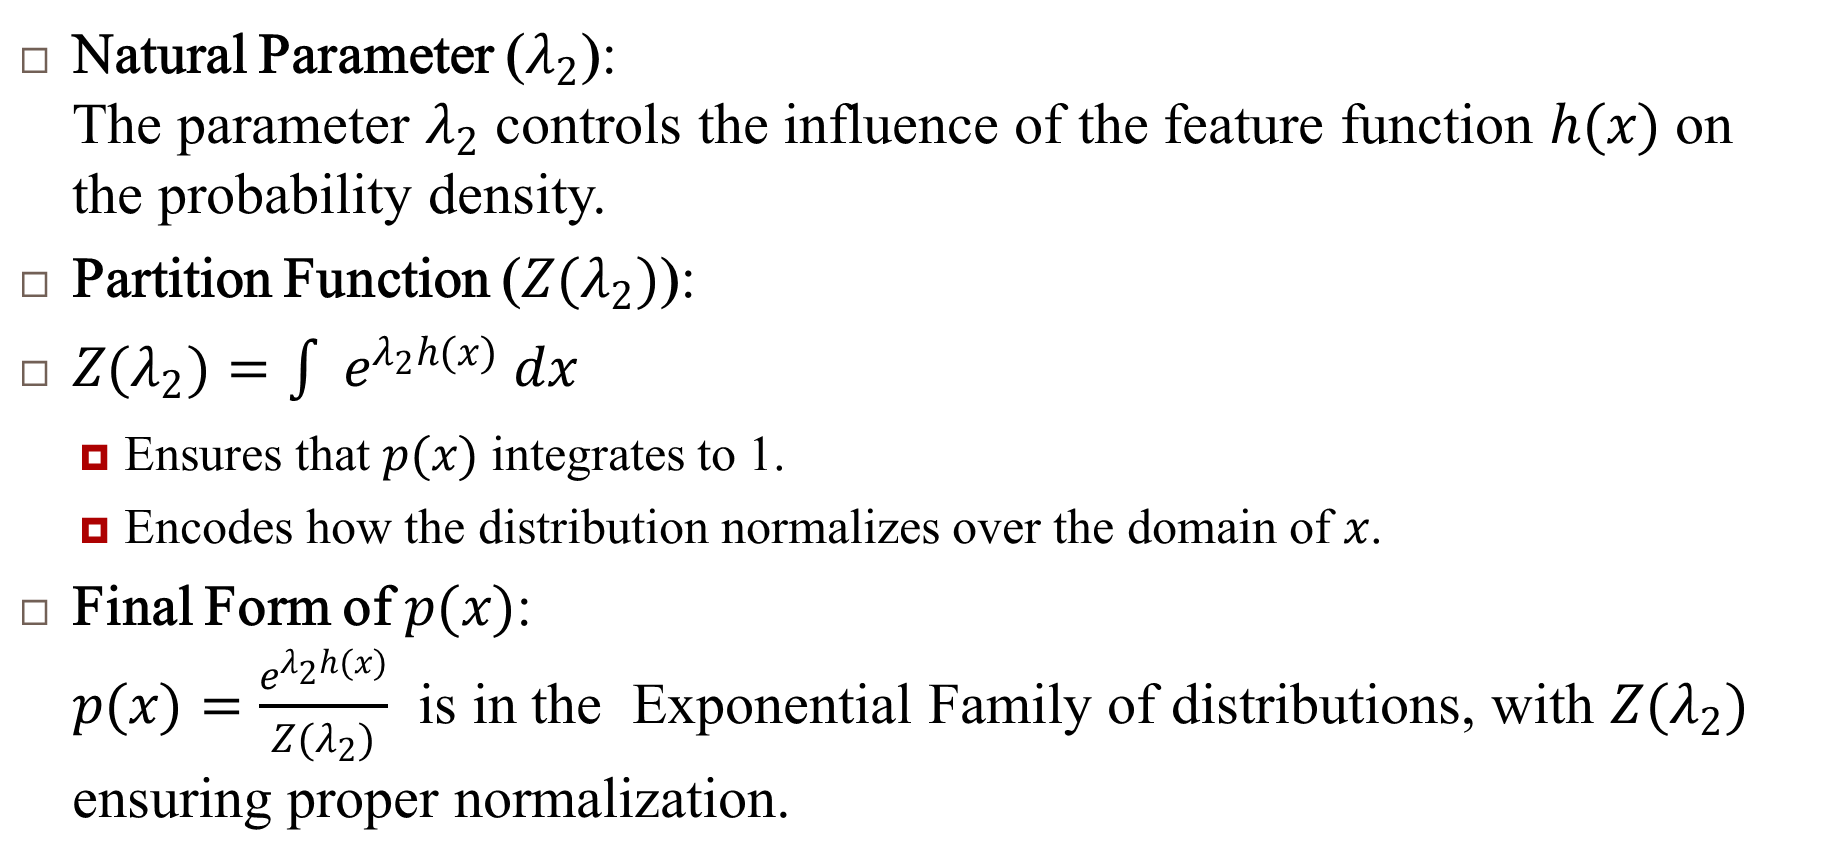 Natural Parameter (λ₂):
The parameter λ₂ controls the influence of the feature function h(x) on
the probability density.
Partition Function (Z(λ₂)):
Z(λ₂) = ∫ e^{λ₂h(x)} dx
Ensures that p(x) integrates to 1.
Encodes how the distribution normalizes over the domain of x.
Final Form of p(x):
p(x) = \frac{e^{λ₂h(x)}}{Z(λ₂)} is in the Exponential Family of distributions, with Z(λ₂)
ensuring proper normalization.